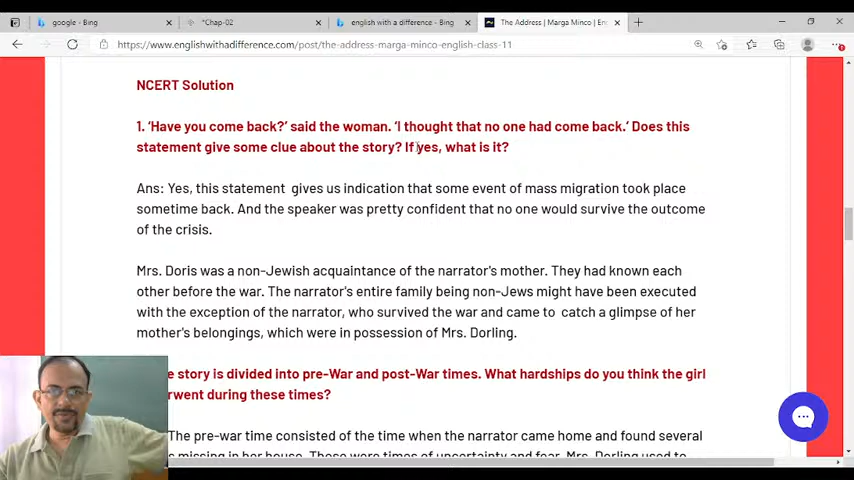 google - Bing
*Chap-02
english with a difference - Bing
The Address | Marga Minco | En
https://www.englishwithadifference.com/post/the-address-marga-minco-english-class-11
NCERT Solution
1. 'Have you come back?' said the woman. 'I thought that no one had come back.' Does this
statement give some clue about the story? If yes, what is it?
Ans: Yes, this statement gives us indication that some event of mass migration took place
sometime back. And the speaker was pretty confident that no one would survive the outcome
of the crisis.
Mrs. Doris was a non-Jewish acquaintance of the narrator's mother. They had known each
other before the war. The narrator's entire family being non-Jews might have been executed
with the exception of the narrator, who survived the war and came to catch a glimpse of her
mother's belongings, which were in possession of Mrs. Dorling.
story is divided into pre-War and post-War times. What hardships do you think the girl
rwent during these times?
The pre-war time consisted of the time when the narrator came home and found several
missing in her house. These were times of uncertainty and fear. Mrs. Dorling used to